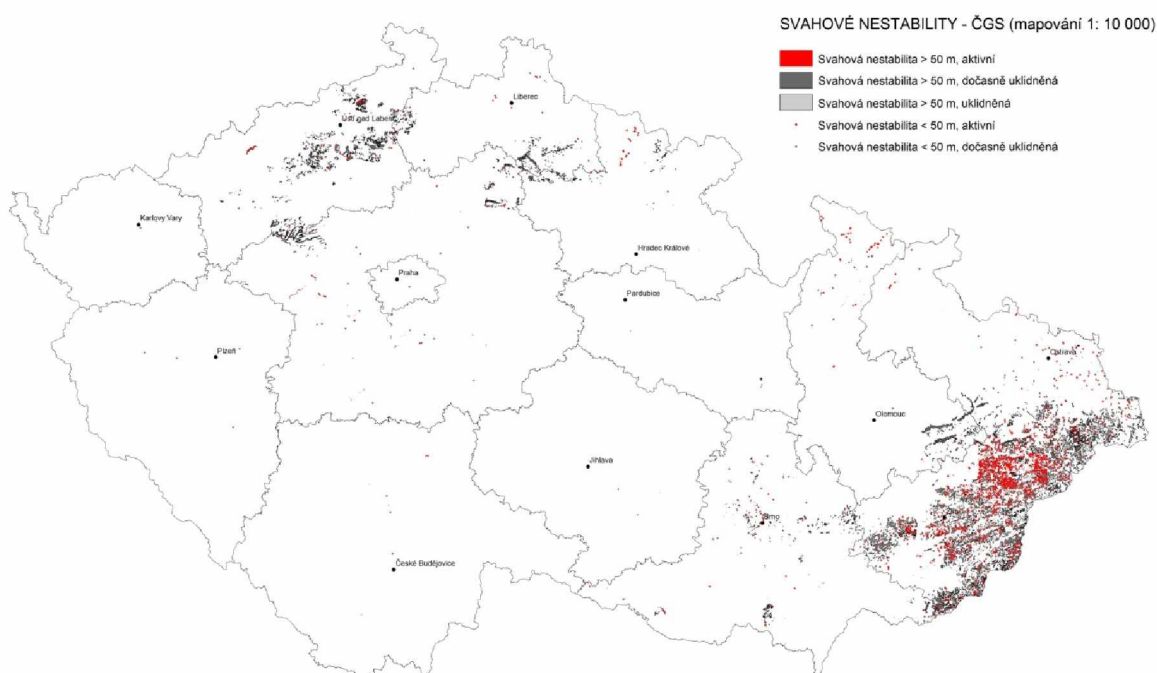 SVAHOVÉ NESTABILITY - ČGS (mapování 1: 10 000)
Svahová nestabilita > 50 m, aktivní
Svahová nestabilita > 50 m, dočasně uklidněná
Svahová nestabilita > 50 m, uklidněná
Svahová nestabilita < 50 m, aktivní
Svahová nestabilita < 50 m, dočasně uklidněná
Liberec
Ústí nad Labem
Karlovy Vary
Hradec Králové
Praha
Pardubice
Plzeň
Ostrava
Olomouc
Jihlava
Brno
České Budějovice